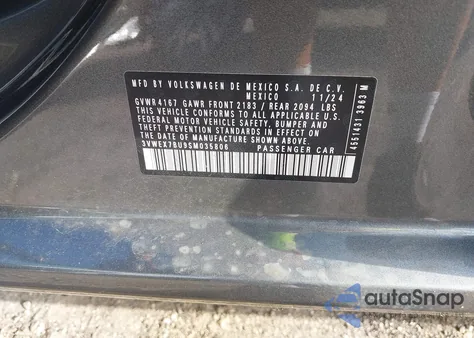 MFD. BY VOLKSWAGEN DE MEXICO S.A. DE C.V.
MEXICO 11/24
GVWR 4167 GAWR FRONT 2183 / REAR 2094 LBS
THIS VEHICLE CONFORMS TO ALL APPLICABLE U.S.
FEDERAL MOTOR VEHICLE SAFETY, BUMPER AND
THEFT PREVENTION STANDARDS IN EFFECT ON
THE DATE OF MANUFACTURE SHOWN ABOVE.
3VWEX7BU9SM035806 PASSENGER CAR
4551431 3963 M
autoSnap